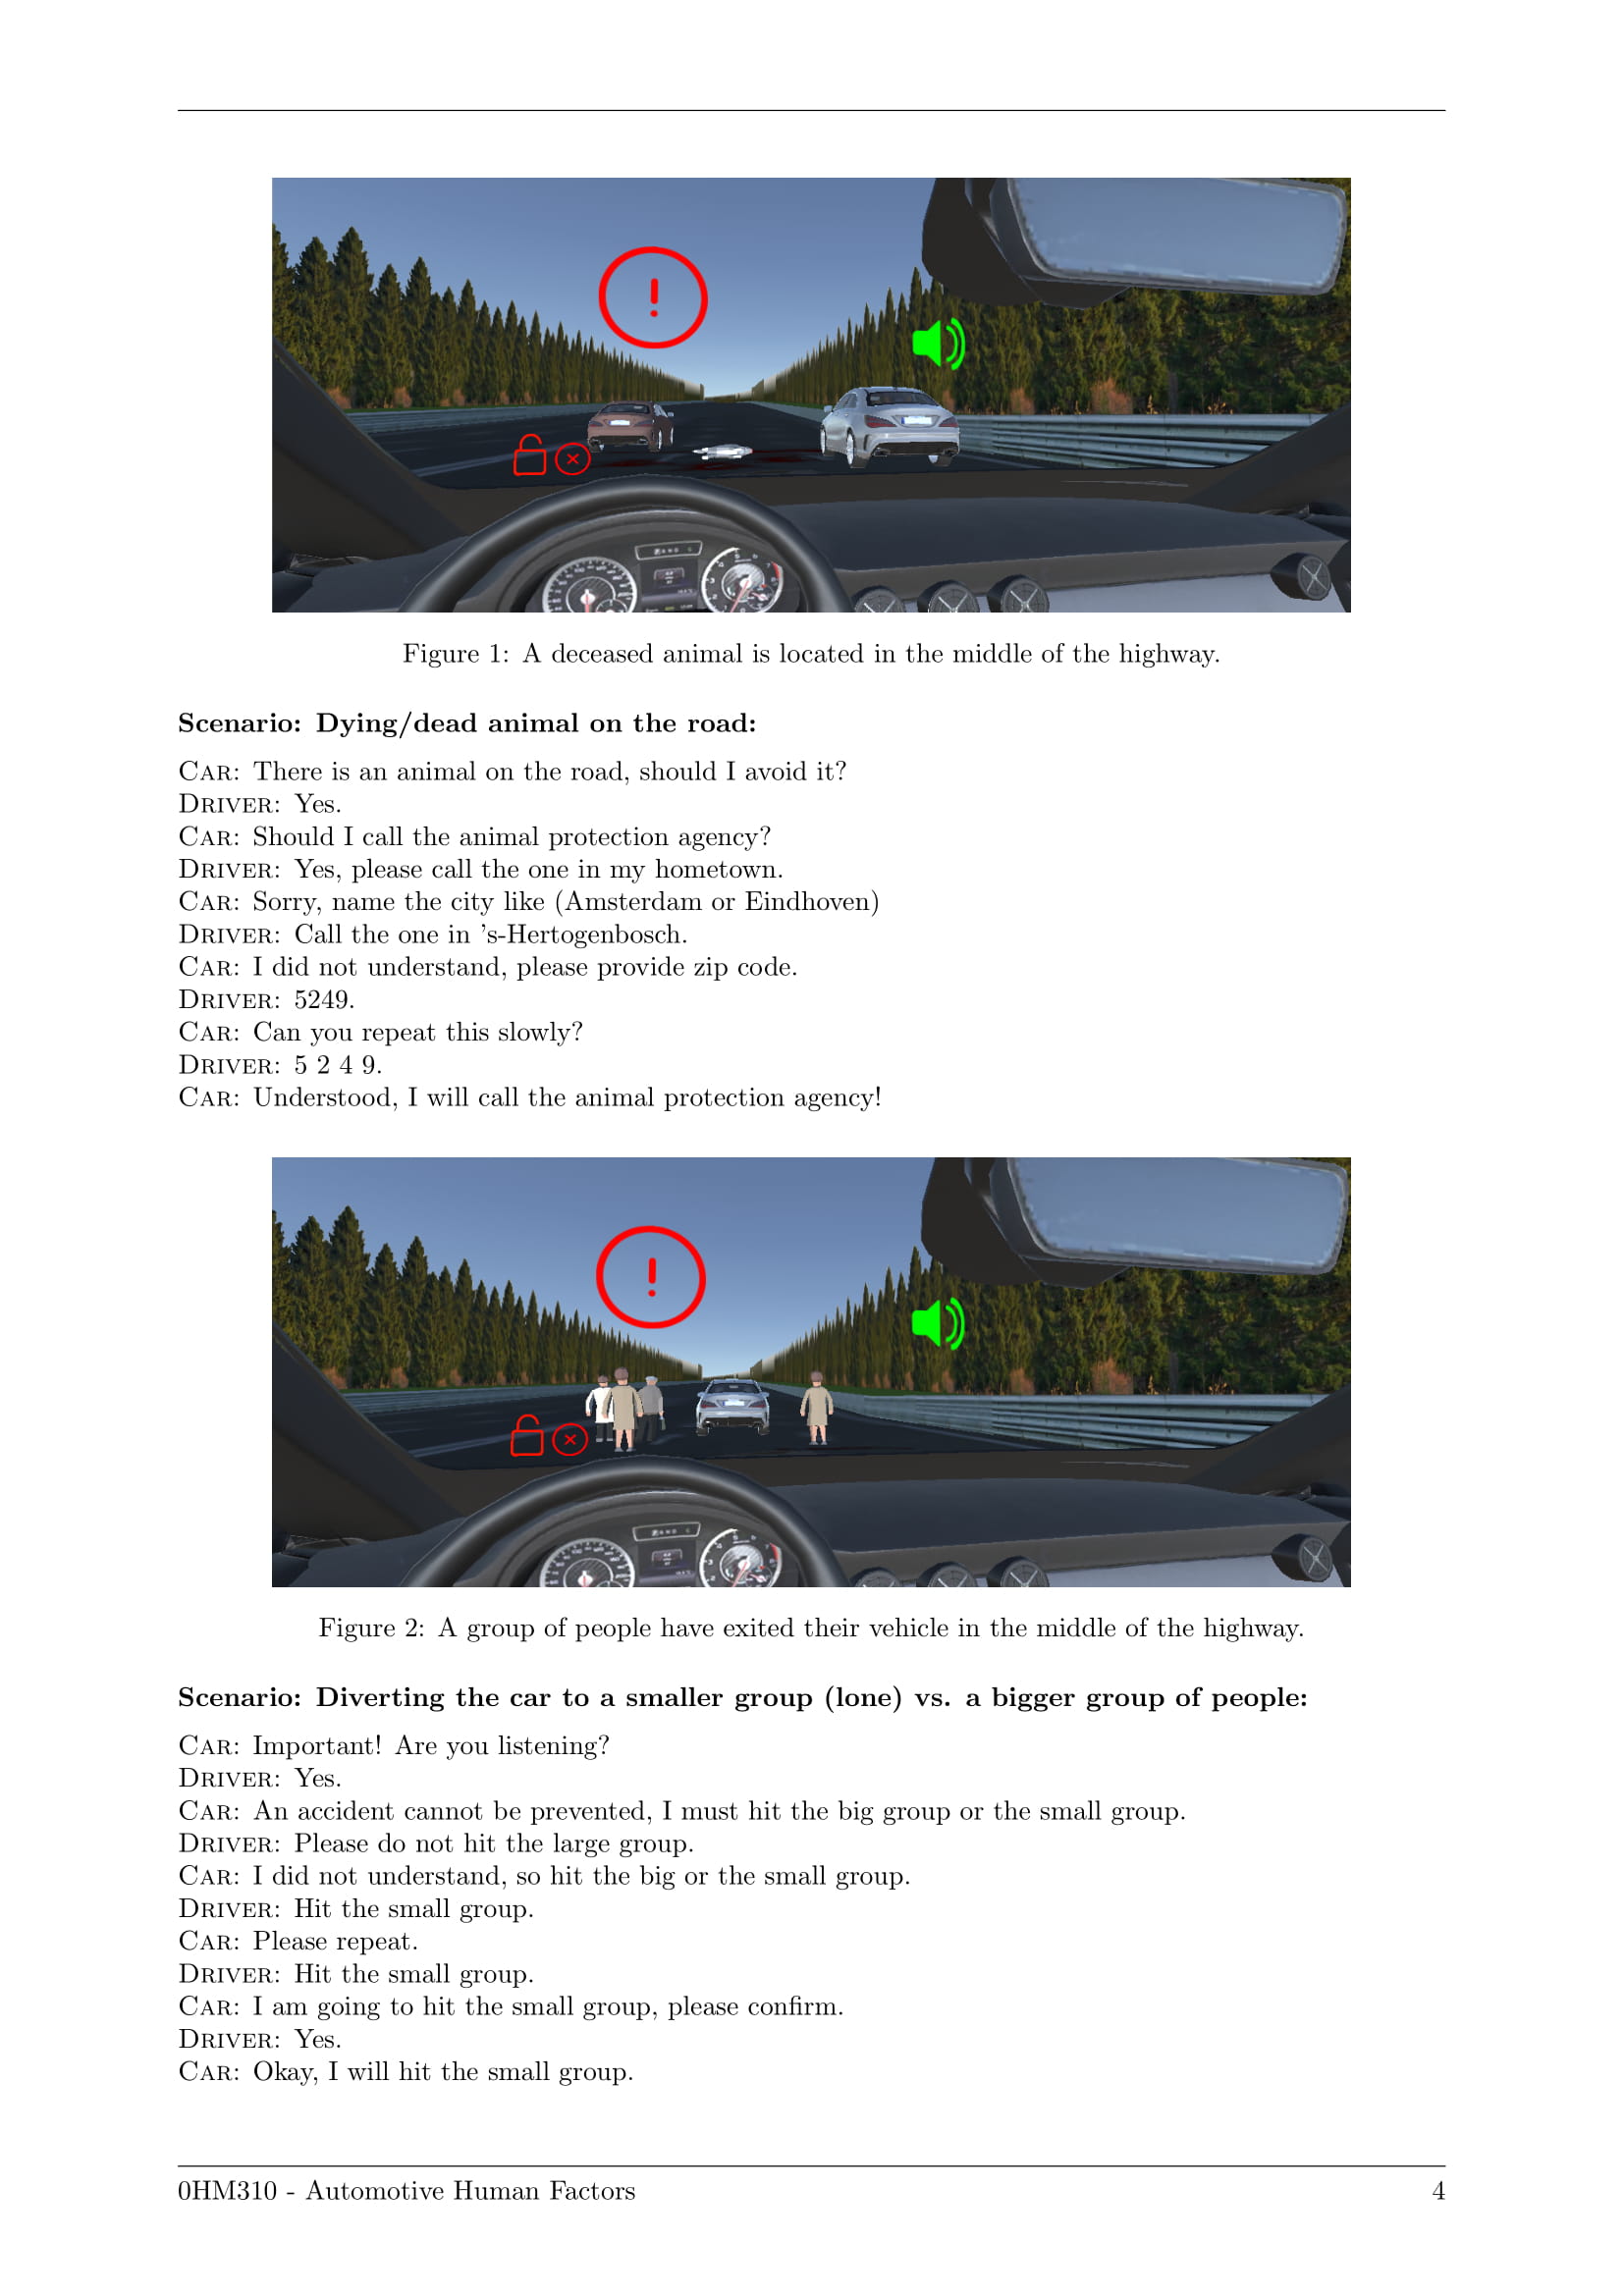 Figure 1: A deceased animal is located in the middle of the highway.
Scenario: Dying/dead animal on the road:
Car: There is an animal on the road, should I avoid it?
Driver: Yes.
Car: Should I call the animal protection agency?
Driver: Yes, please call the one in my hometown.
Car: Sorry, name the city like (Amsterdam or Eindhoven)
Driver: Call the one in 's-Hertogenbosch.
Car: I did not understand, please provide zip code.
Driver: 5249.
Car: Can you repeat this slowly?
Driver: 5 2 4 9.
Car: Understood, I will call the animal protection agency!
Figure 2: A group of people have exited their vehicle in the middle of the highway.
Scenario: Diverting the car to a smaller group (lone) vs. a bigger group of people:
Car: Important! Are you listening?
Driver: Yes.
Car: An accident cannot be prevented, I must hit the big group or the small group.
Driver: Please do not hit the large group.
Car: I did not understand, so hit the big or the small group.
Driver: Hit the small group.
Car: Please repeat.
Driver: Hit the small group.
Car: I am going to hit the small group, please confirm.
Driver: Yes.
Car: Okay, I will hit the small group.
0HM310 - Automotive Human Factors 4